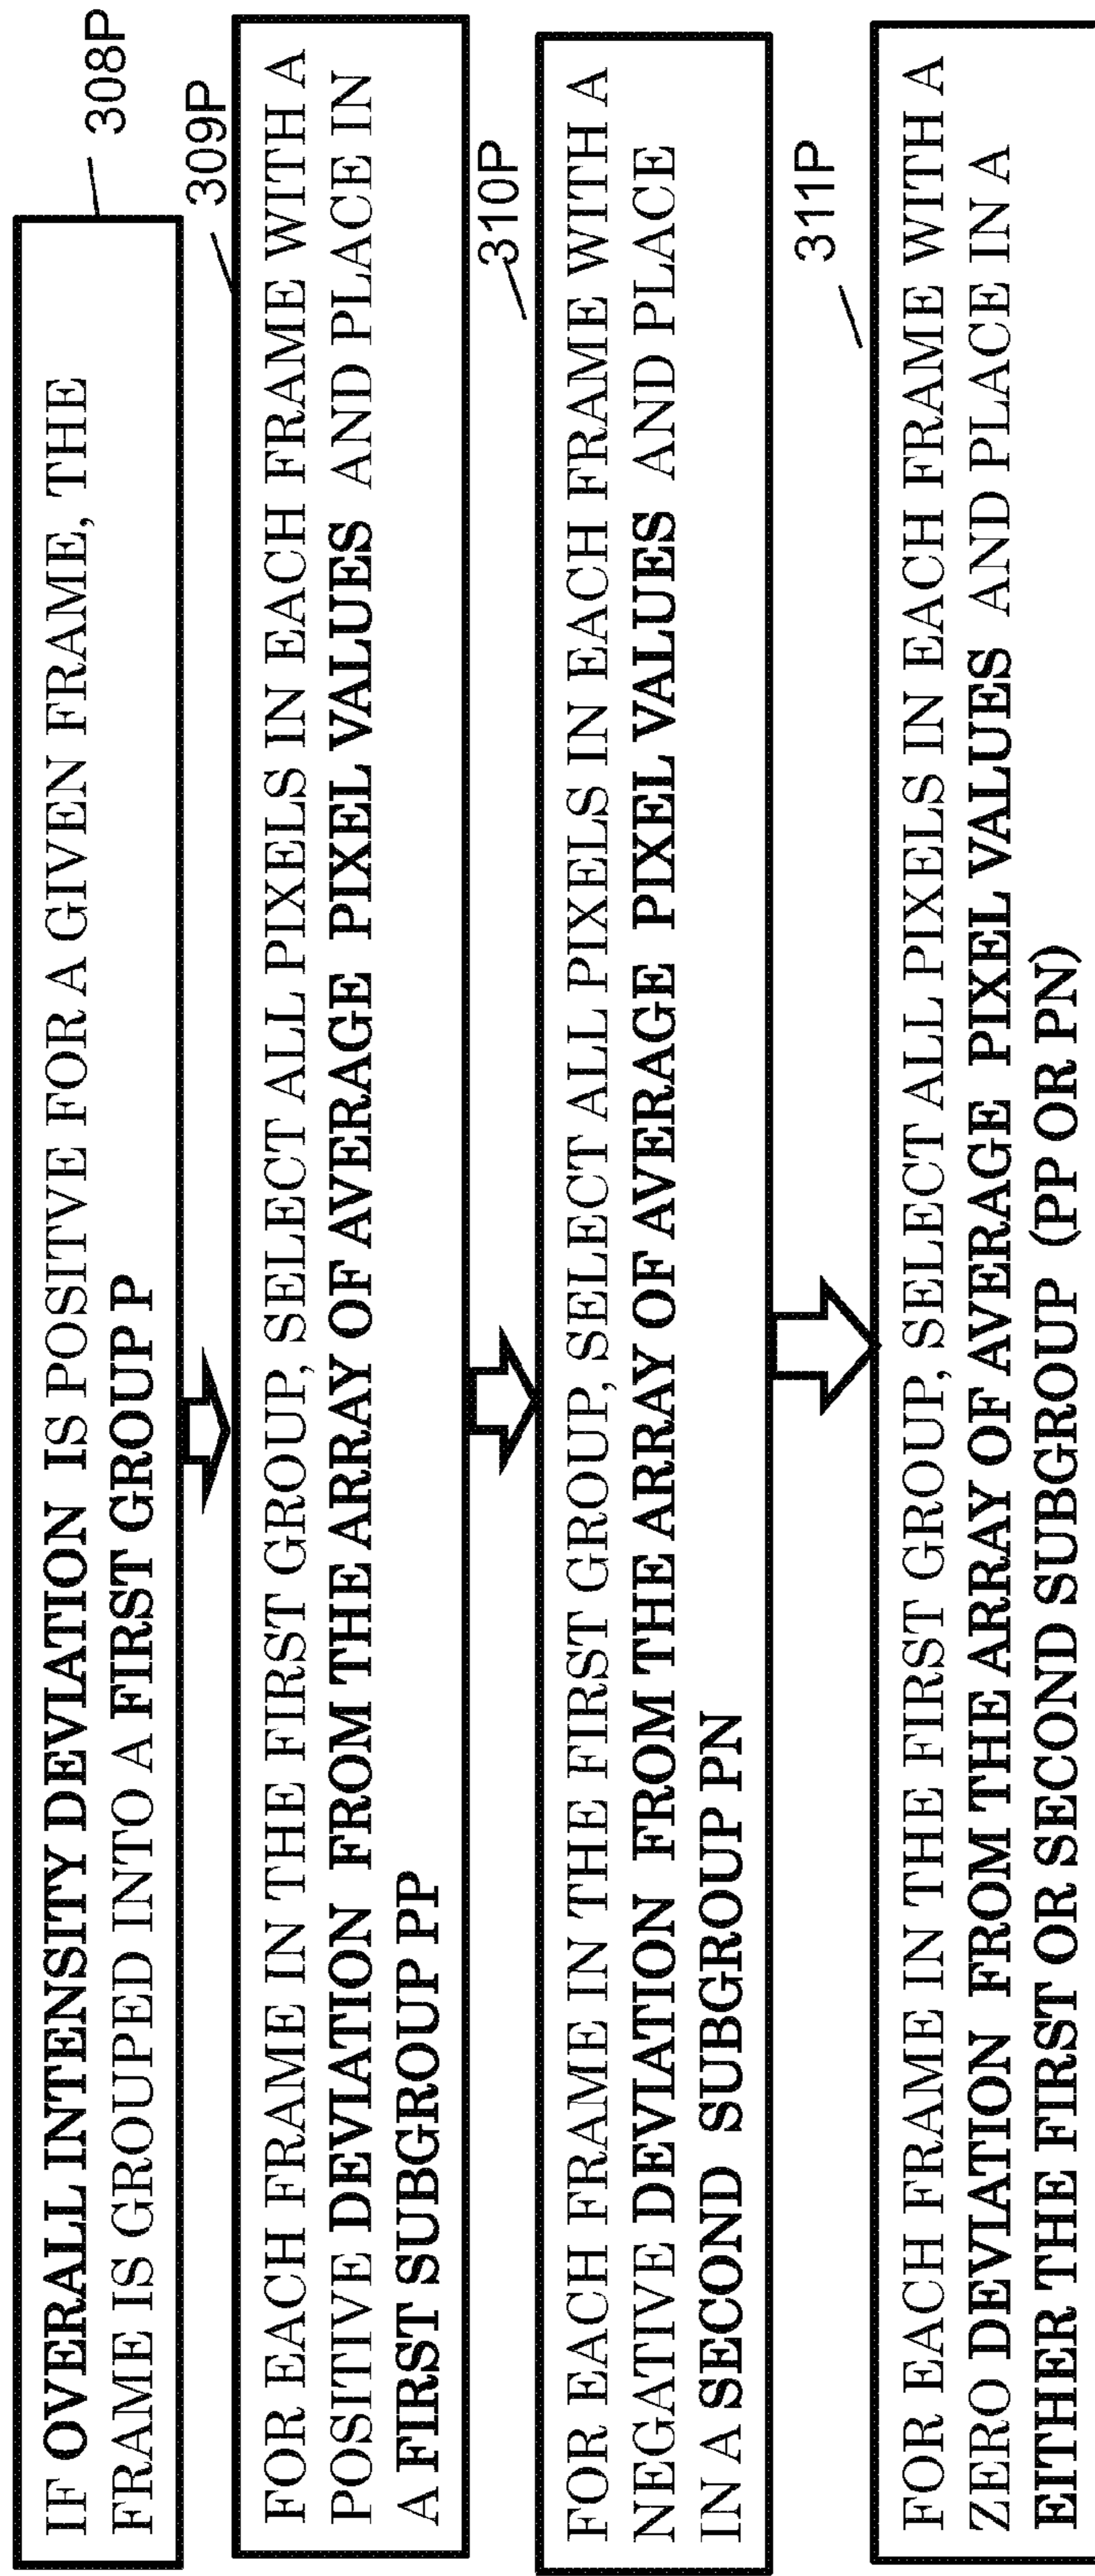 IF OVERALL INTENSITY DEVIATION IS POSITVE FOR A GIVEN FRAME, THE
FRAME IS GROUPED INTO A FIRST GROUP P
308P
309P
FOR EACH FRAME IN THE FIRST GROUP, SELECT ALL PIXELS IN EACH FRAME WITH A
POSITIVE DEVIATION FROM THE ARRAY OF AVERAGE PIXEL VALUES AND PLACE IN
A FIRST SUBGROUP PP
310P
FOR EACH FRAME IN THE FIRST GROUP, SELECT ALL PIXELS IN EACH FRAME WITH A
NEGATIVE DEVIATION FROM THE ARRAY OF AVERAGE PIXEL VALUES AND PLACE
IN A SECOND SUBGROUP PN
311P
FOR EACH FRAME IN THE FIRST GROUP, SELECT ALL PIXELS IN EACH FRAME WITH A
ZERO DEVIATION FROM THE ARRAY OF AVERAGE PIXEL VALUES AND PLACE IN A
EITHER THE FIRST OR SECOND SUBGROUP (PP OR PN)